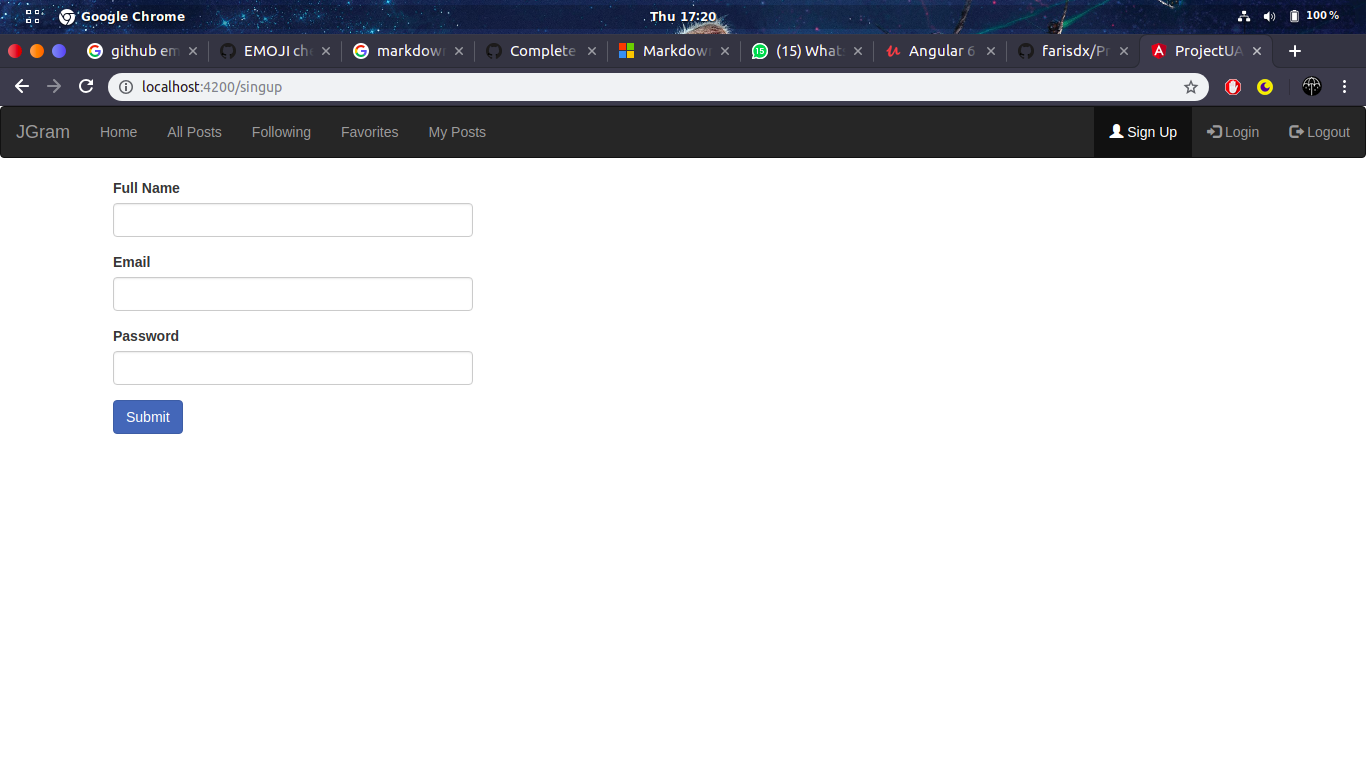 Google Chrome Thu 17:20 100 %
github em EMOJI ch markdow Complete Markdow (15) What Angular 6 farisdx/Pr ProjectUA
localhost:4200/singup
JGram Home All Posts Following Favorites My Posts Sign Up Login Logout
Full Name
Email
Password
Submit